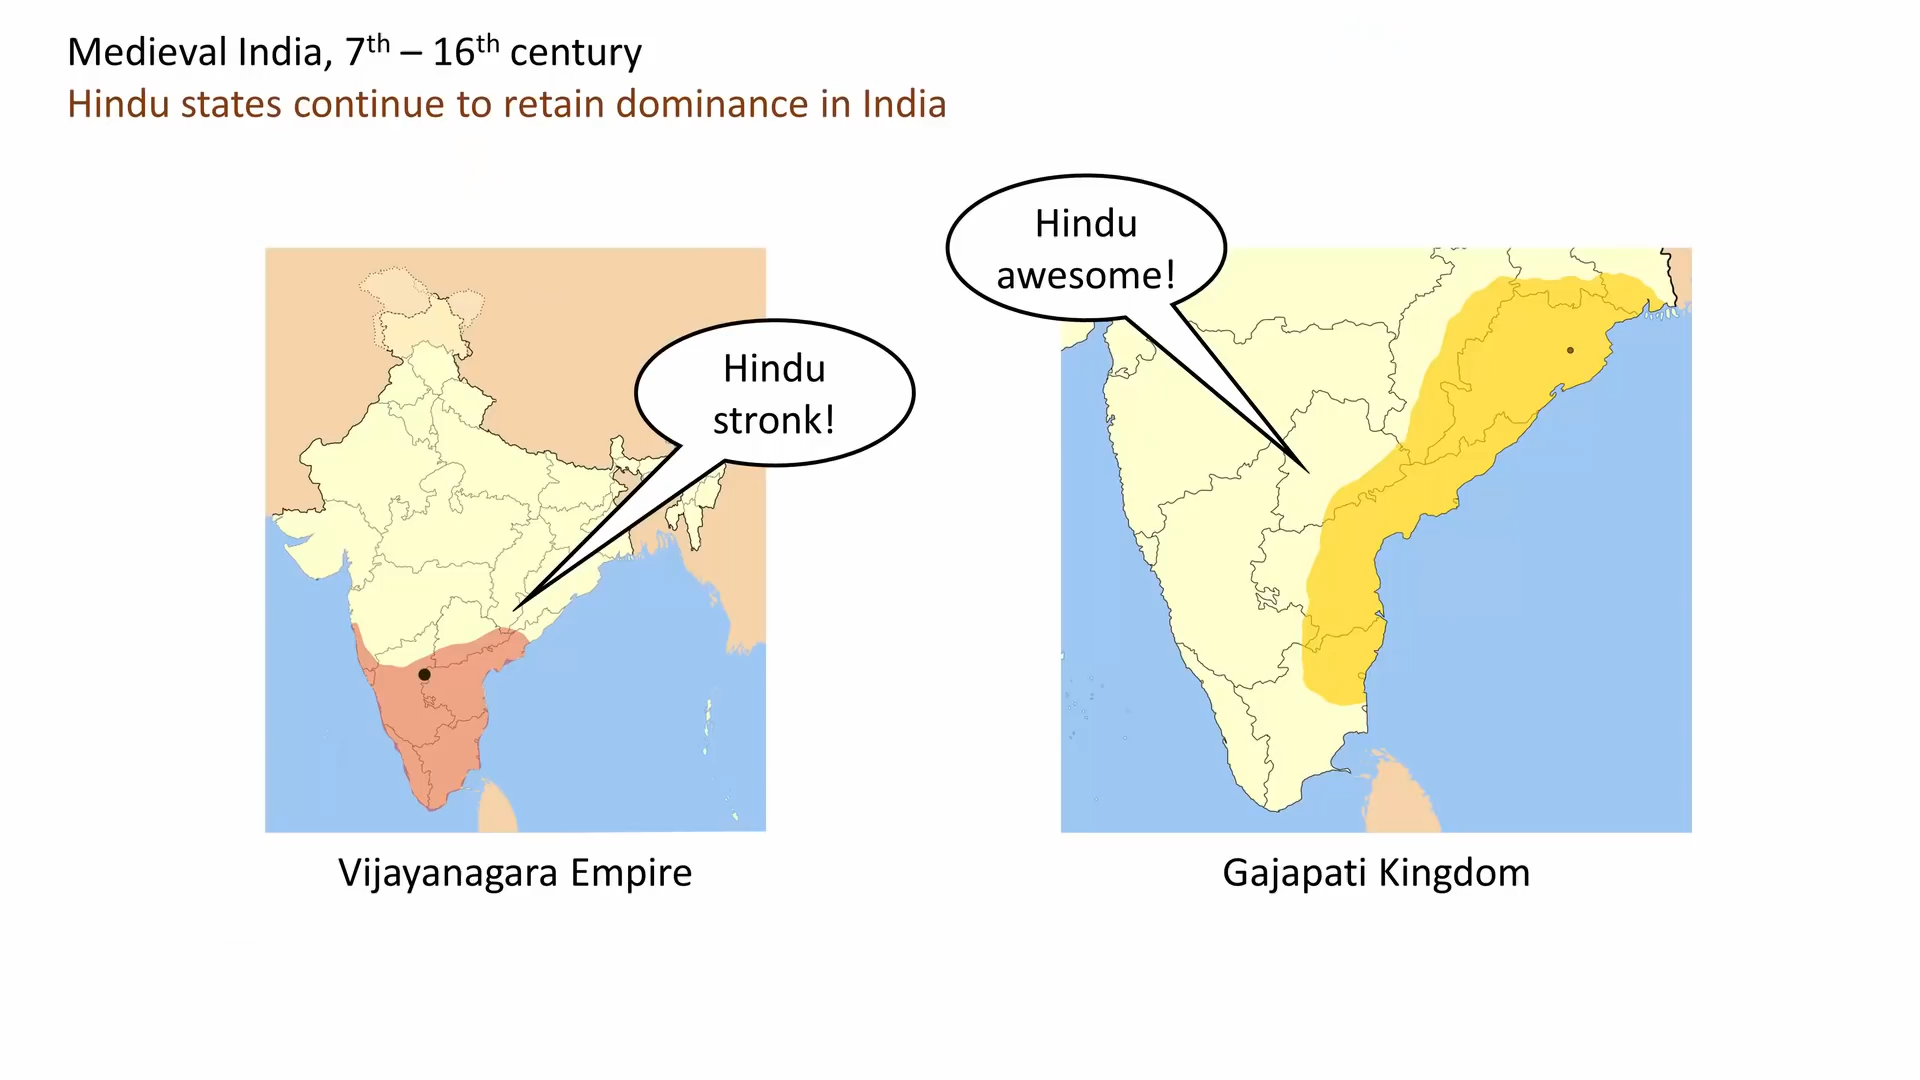 Medieval India, 7th – 16th century
Hindu states continue to retain dominance in India
Hindu
awesome!
Hindu
stronk!
Vijayanagara Empire
Gajapati Kingdom